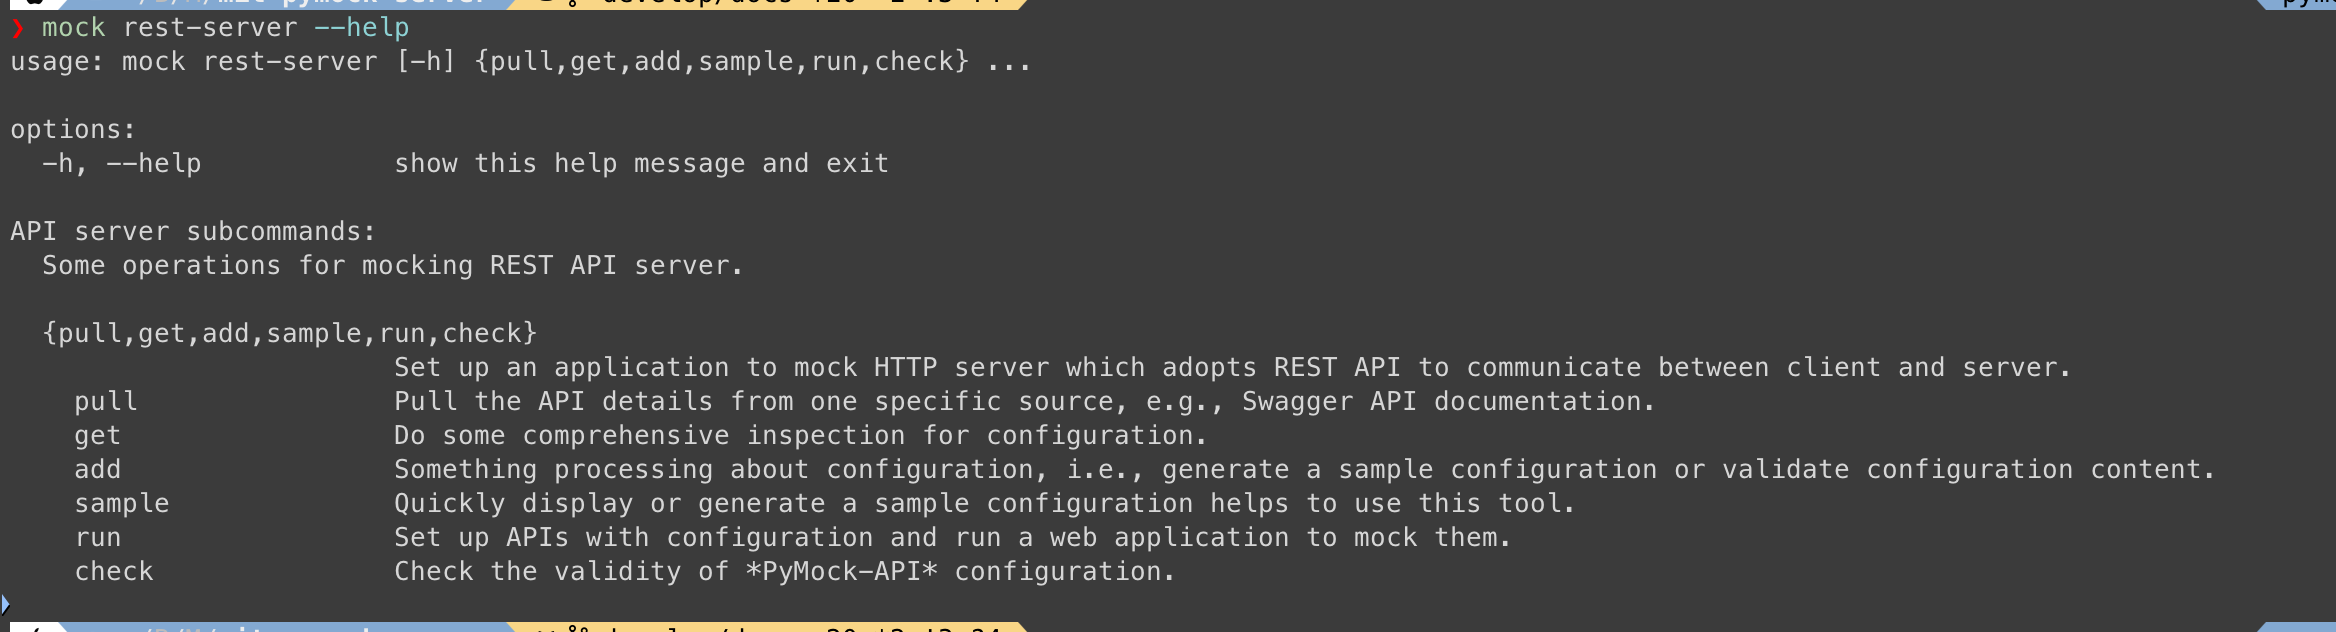 ❯ mock rest-server --help
usage: mock rest-server [-h] {pull,get,add,sample,run,check} ...
options:
-h, --help show this help message and exit
API server subcommands:
Some operations for mocking REST API server.
{pull,get,add,sample,run,check}
Set up an application to mock HTTP server which adopts REST API to communicate between client and server.
pull Pull the API details from one specific source, e.g., Swagger API documentation.
get Do some comprehensive inspection for configuration.
add Something processing about configuration, i.e., generate a sample configuration or validate configuration content.
sample Quickly display or generate a sample configuration helps to use this tool.
run Set up APIs with configuration and run a web application to mock them.
check Check the validity of *PyMock-API* configuration.